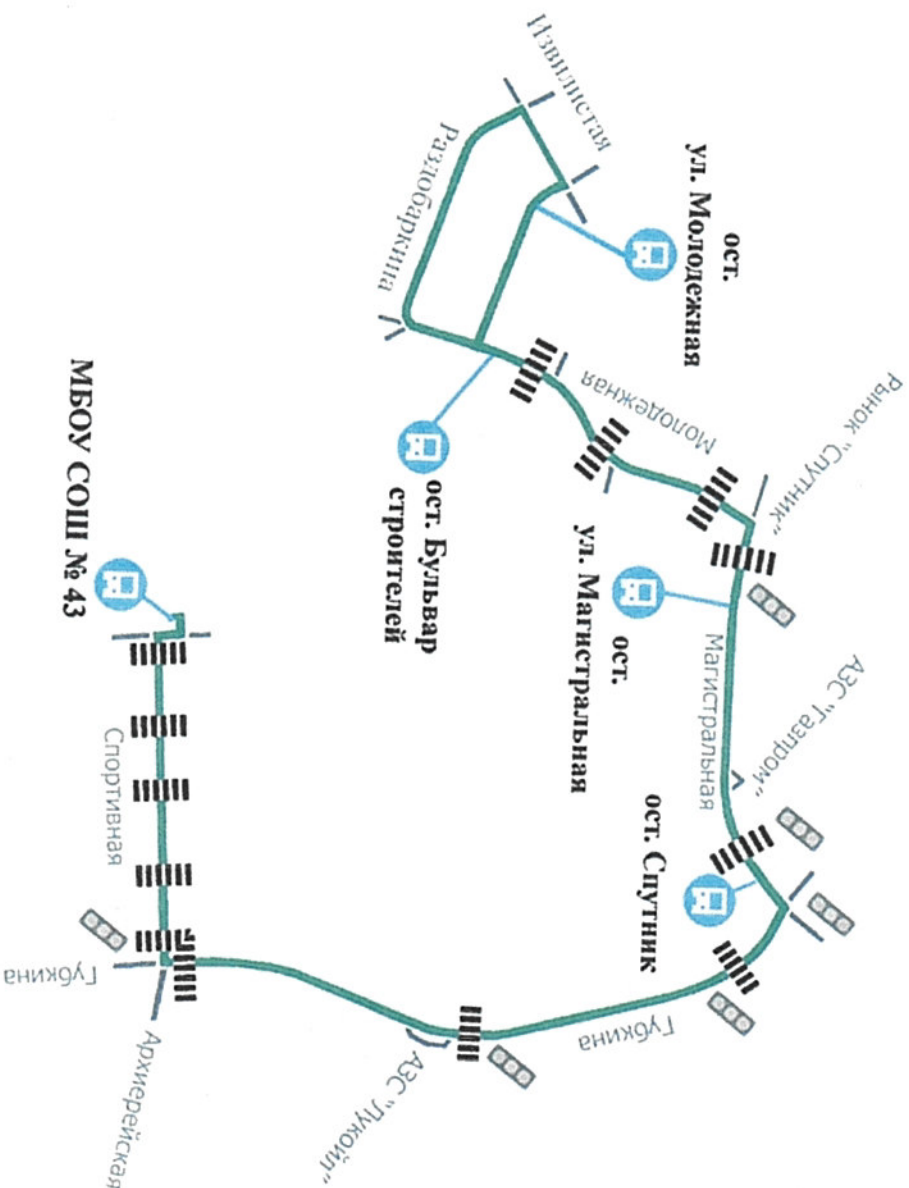 Извилистая
Разлобаркина
ост.
ул. Молодежная
Молодежная
Рынок "Спутник"
ост. Бульвар
строителей
МБОУ СОШ № 43
ост.
ул. Магистральная
Магистральная
АЗС "Газпром"
ост. Спутник
Спортивная
Губкина
Губкина
АЗС "Лукойл"
Архиерейская